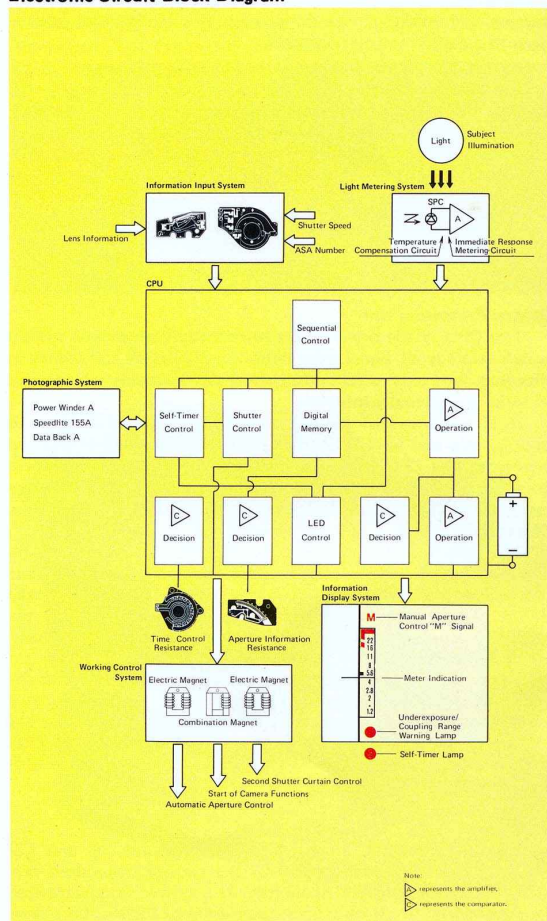 Electronic Circuit Block Diagram
Light
Subject
Illumination
Information Input System
Light Metering System
SPC
A
Lens Information
Shutter Speed
ASA Number
Temperature
Compensation Circuit
Immediate Response
Metering Circuit
CPU
Sequential
Control
Photographic System
Power Winder A
Speedlite 155A
Data Back A
Self-Timer
Control
Shutter
Control
Digital
Memory
A
Operation
C
Decision
C
Decision
LED
Control
C
Decision
A
Operation
+
−
Time Control
Resistance
Aperture Information
Resistance
Information
Display System
M
Manual Aperture
Control "M" Signal
22
16
11
8
5.6
4
2.8
2
1.2
Meter Indication
Underexposure/
Coupling Range
Warning Lamp
Self-Timer Lamp
Working Control
System
Electric Magnet
Electric Magnet
Combination Magnet
Second Shutter Curtain Control
Start of Camera Functions
Automatic Aperture Control
Note:
A represents the amplifier,
C represents the comparator.